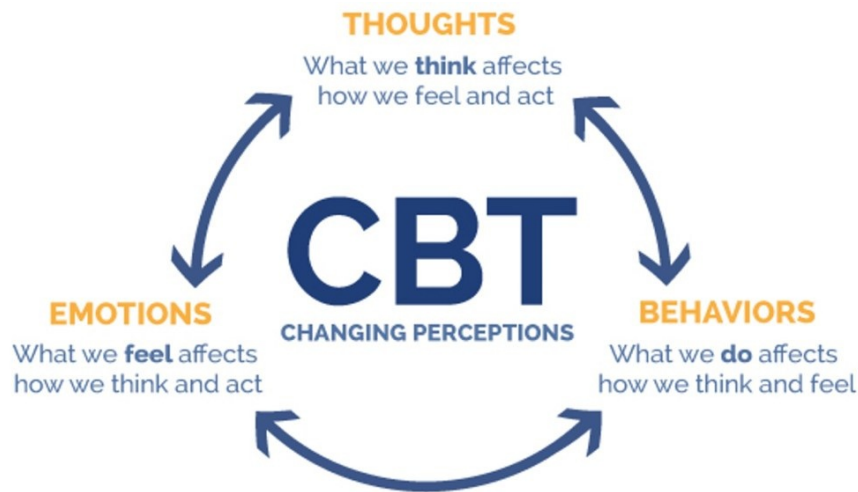 THOUGHTS
What we think affects
how we feel and act
CBT
CHANGING PERCEPTIONS
EMOTIONS
What we feel affects
how we think and act
BEHAVIORS
What we do affects
how we think and feel